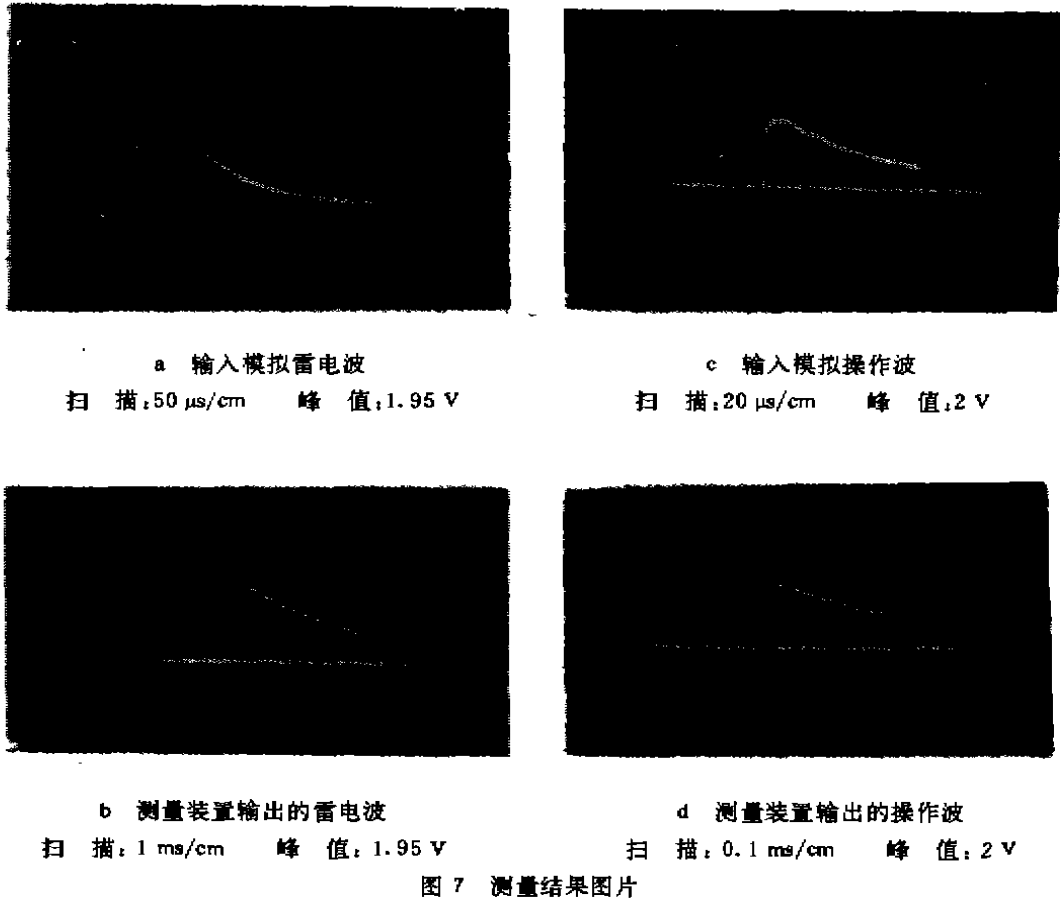 a 输入模拟雷电波
扫 描:50 μs/cm 峰 值:1.95 V
c 输入模拟操作波
扫 描:20 μs/cm 峰 值:2 V
b 测量装置输出的雷电波
扫 描:1 ms/cm 峰 值:1.95 V
d 测量装置输出的操作波
扫 描:0.1 ms/cm 峰 值:2 V
图 7 测量结果图片